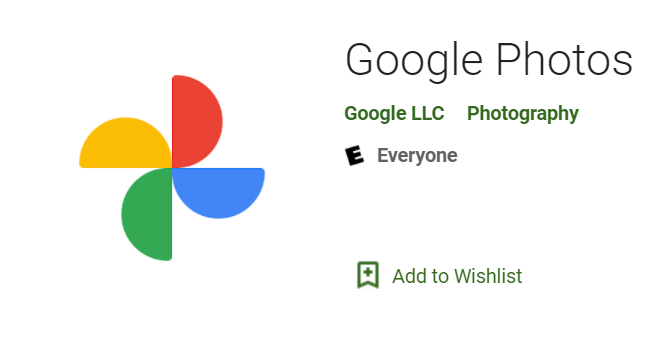 Google Photos
Google LLC Photography
E Everyone
Add to Wishlist